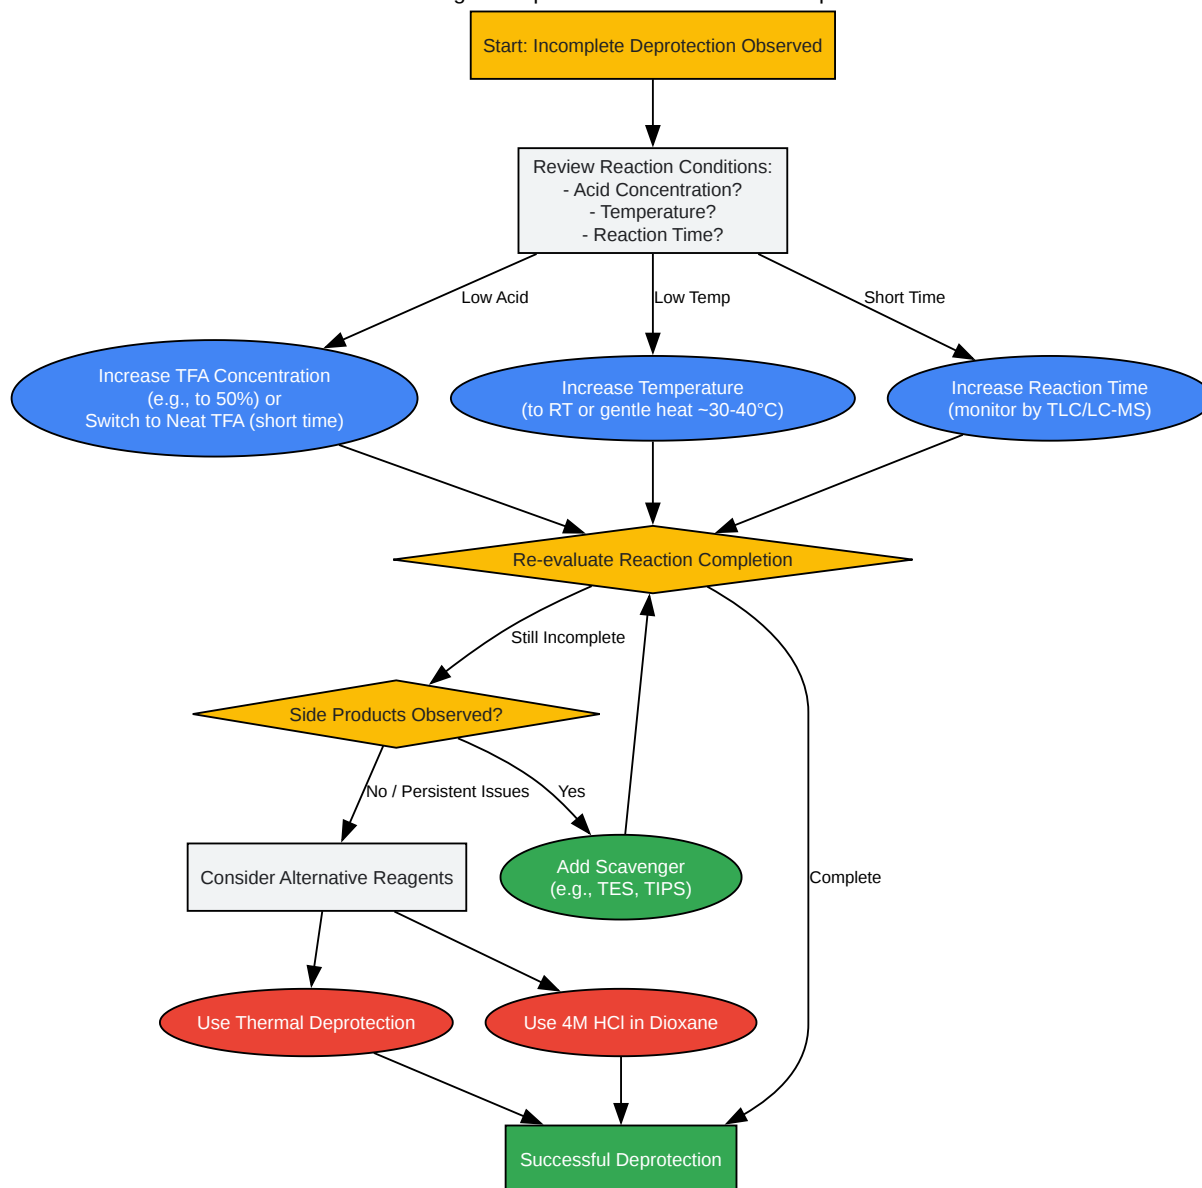 Start: Incomplete Deprotection Observed
Review Reaction Conditions:
- Acid Concentration?
- Temperature?
- Reaction Time?
Low Acid
Low Temp
Short Time
Increase TFA Concentration
(e.g., to 50%) or
Switch to Neat TFA (short time)
Increase Temperature
(to RT or gentle heat ~30-40°C)
Increase Reaction Time
(monitor by TLC/LC-MS)
Re-evaluate Reaction Completion
Still Incomplete
Side Products Observed?
No / Persistent Issues
Yes
Consider Alternative Reagents
Add Scavenger
(e.g., TES, TIPS)
Complete
Use Thermal Deprotection
Use 4M HCl in Dioxane
Successful Deprotection